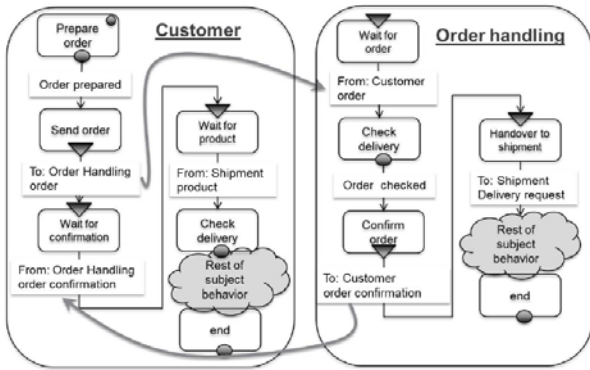 Customer
Prepare
order
Order prepared
Send order
To: Order Handling
order
Wait for
confirmation
From: Order Handling
order confirmation
Wait for
product
From: Shipment
product
Check
delivery
Rest of
subject
behavior
end
Order handling
Wait for
order
From: Customer
order
Check
delivery
Order checked
Confirm
order
To: Customer
order confirmation
Handover to
shipment
To: Shipment
Delivery request
Rest of
subject
behavior
end